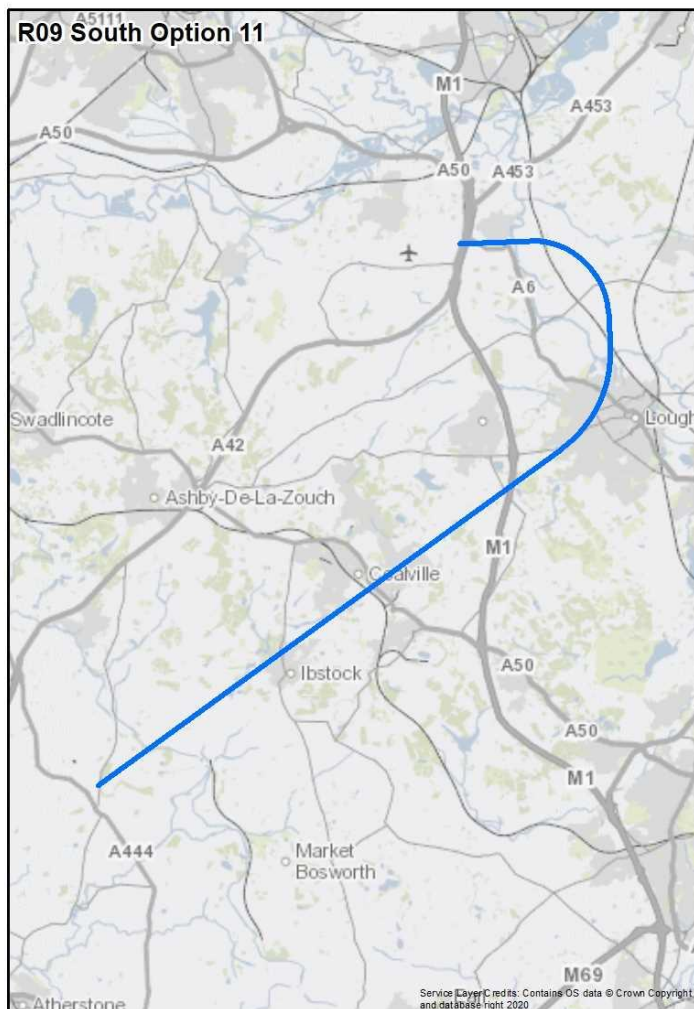 R09 South Option 11
A5111
M1
A453
A50
A50
A453
A6
Swadlincote
Lough
A42
Ashby-De-La-Zouch
M1
Coalville
A50
Ibstock
A50
M1
A444
Market
Bosworth
M69
Service Layer Credits: Contains OS data © Crown Copyright
and database right 2020
Atherstone